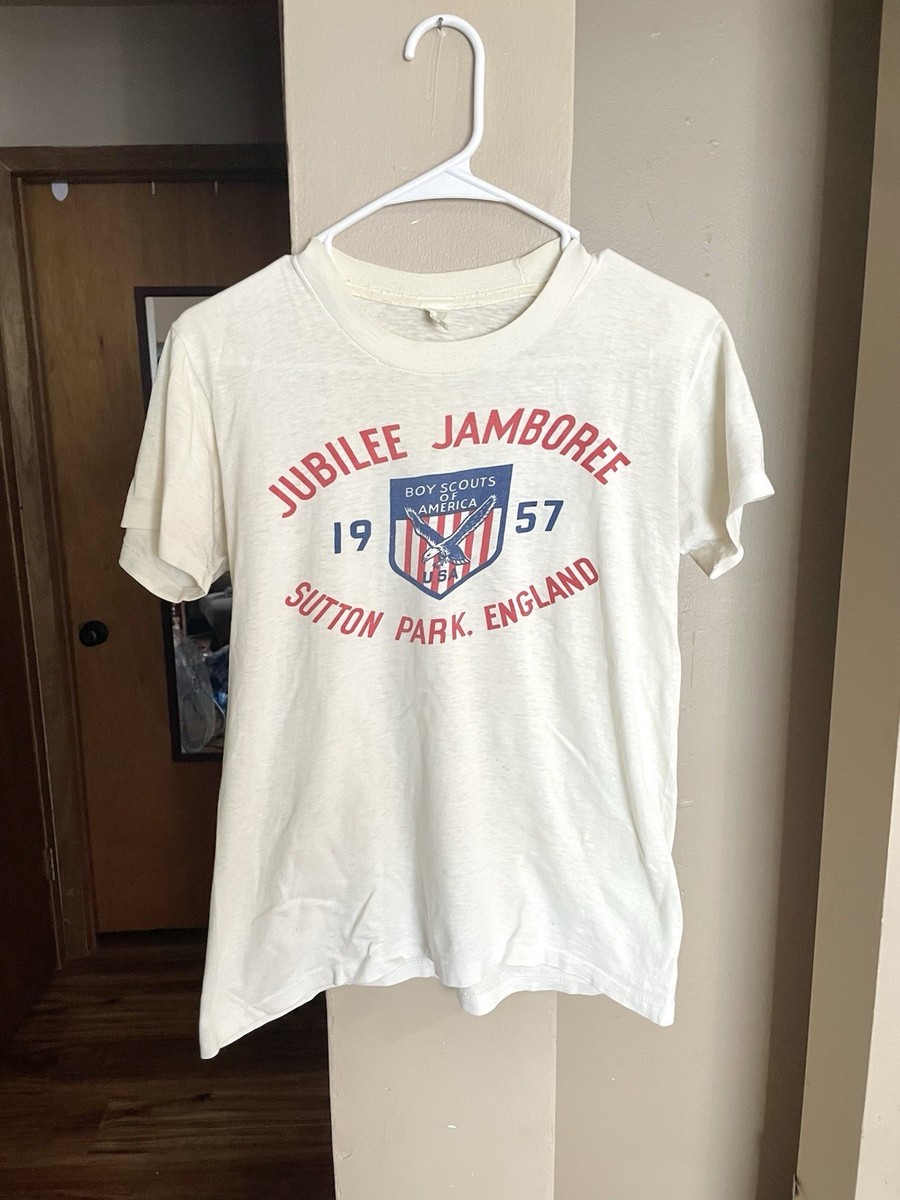 JUBILEE JAMBOREE
BOY SCOUTS
OF
AMERICA
19 57
USA
SUTTON PARK, ENGLAND